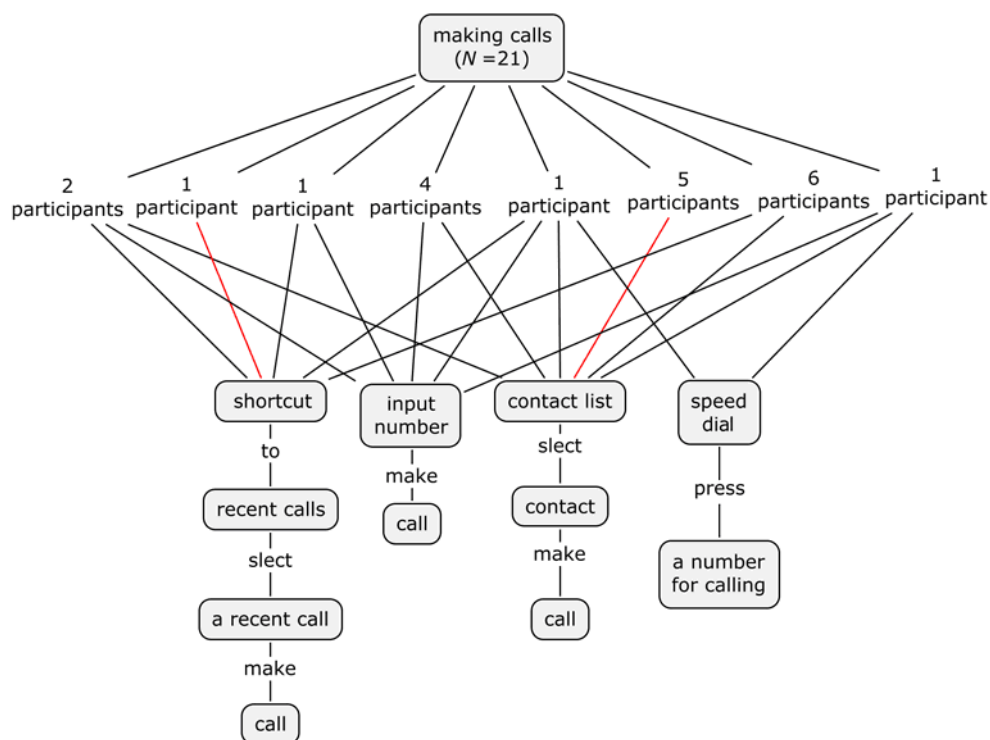 making calls
(N =21)
2
participants
1
participant
1
participant
4
participants
1
participant
5
participants
6
participants
1
participant
shortcut
input
number
contact list
speed
dial
to
make
slect
press
recent calls
call
contact
a number
for calling
slect
make
a recent call
call
make
call